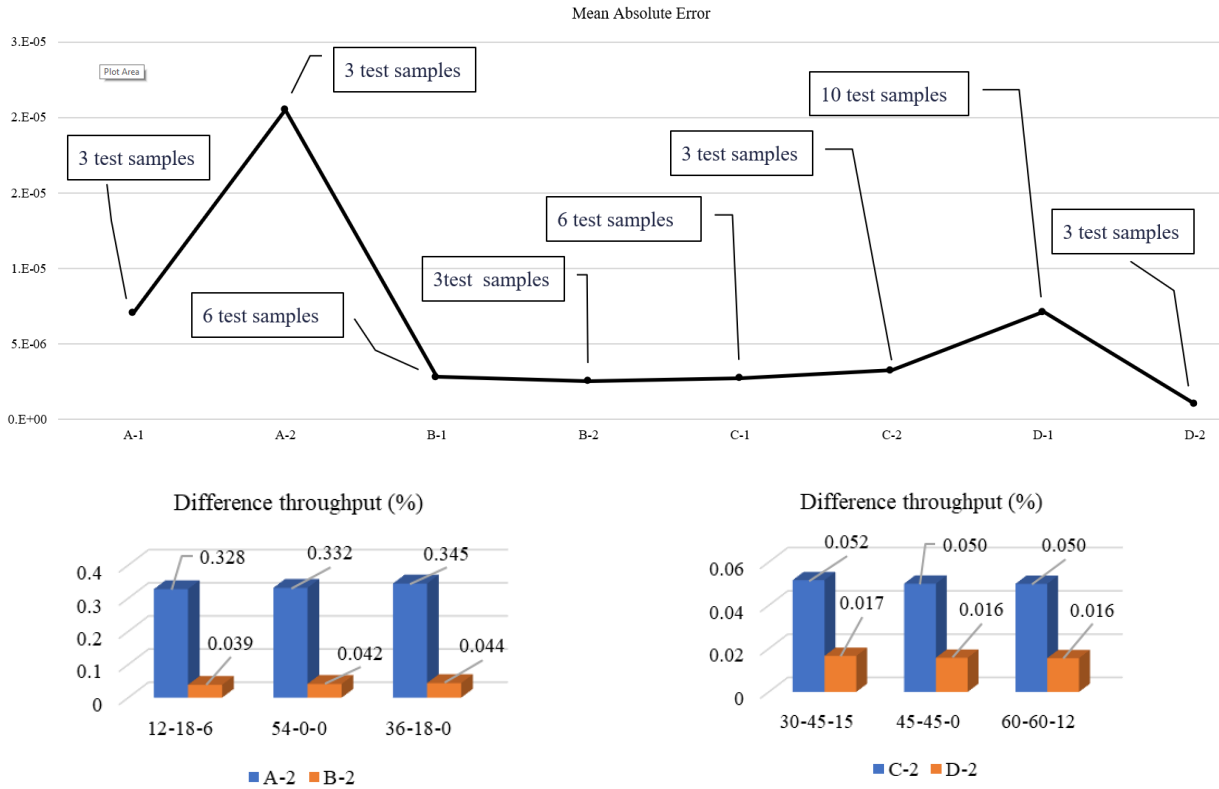 Mean Absolute Error
3.E-05
2.E-05
2.E-05
1.E-05
5.E-06
0.E+00
Plot Area
3 test samples
3 test samples
6 test samples
3test samples
6 test samples
3 test samples
10 test samples
3 test samples
A-1 A-2 B-1 B-2 C-1 C-2 D-1 D-2
Difference throughput (%)
0.4
0.3
0.2
0.1
0
0.328 0.332 0.345
0.039 0.042 0.044
12-18-6 54-0-0 36-18-0
A-2 B-2
Difference throughput (%)
0.06
0.04
0.02
0
0.052 0.050 0.050
0.017 0.016 0.016
30-45-15 45-45-0 60-60-12
C-2 D-2